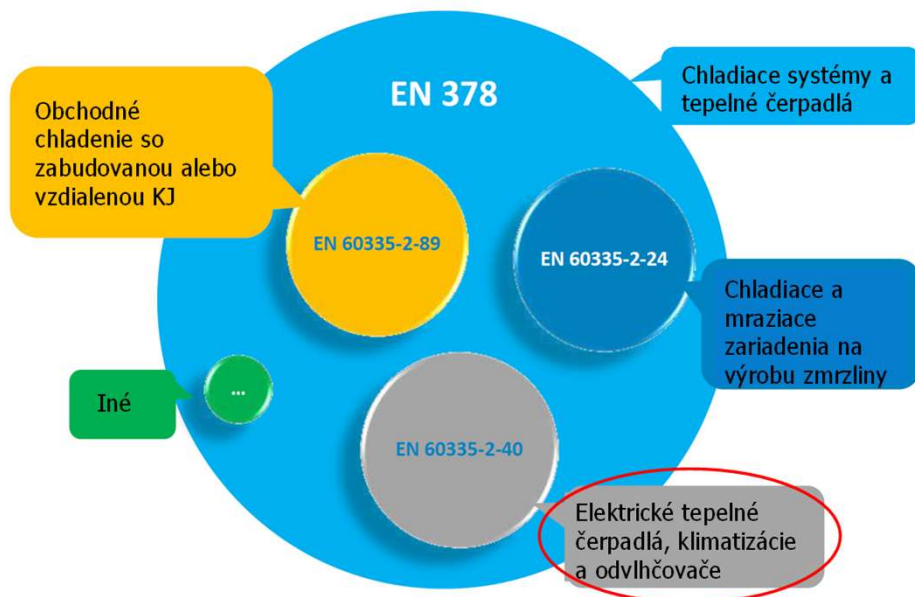 EN 378
Chladiace systémy a
tepelné čerpadlá
Obchodné
chladenie so
zabudovanou alebo
vzdialenou KJ
EN 60335-2-89
EN 60335-2-24
Chladiace a
mraziace
zariadenia na
výrobu zmrzliny
Iné
...
EN 60335-2-40
Elektrické tepelné
čerpadlá, klimatizácie
a odvlhčovače